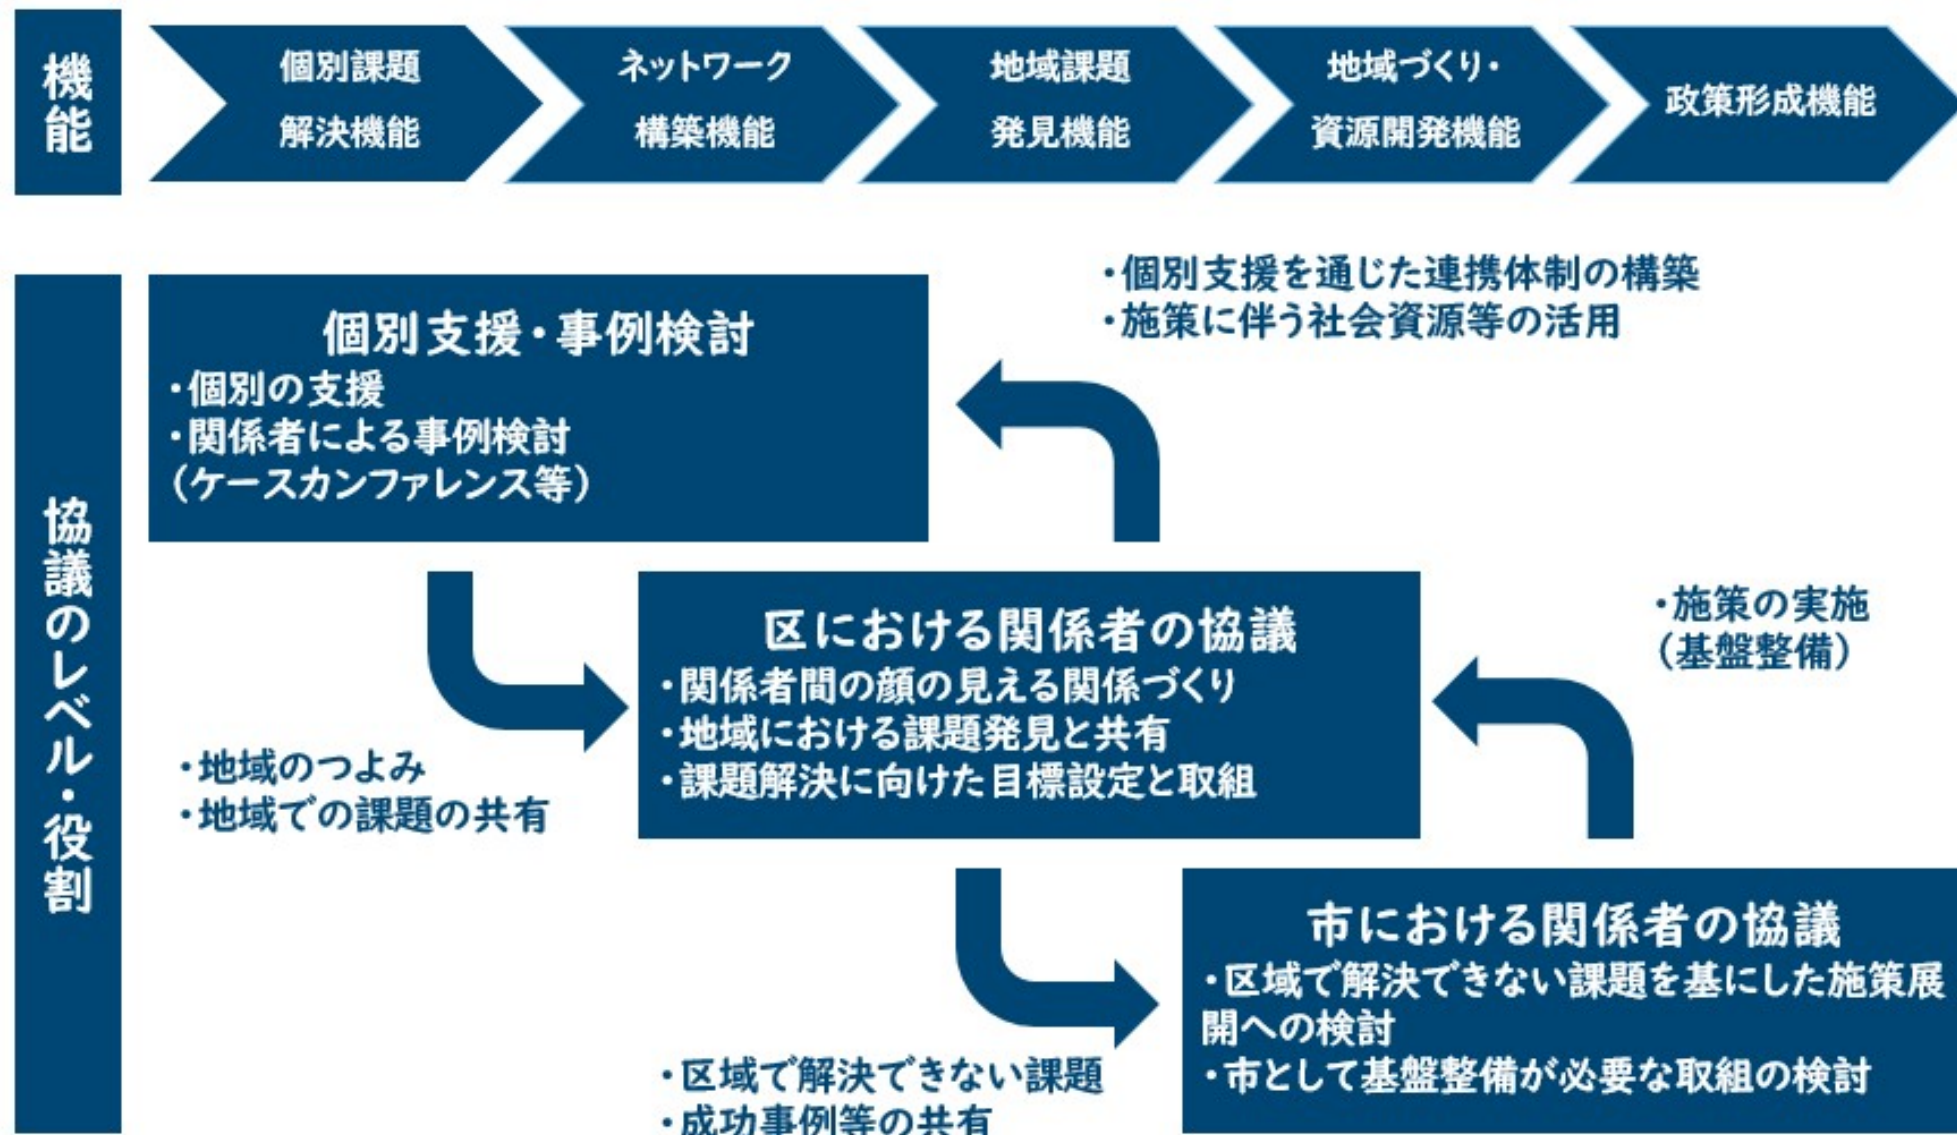 機能
個別課題
解決機能
ネットワーク
構築機能
地域課題
発見機能
地域づくり・
資源開発機能
政策形成機能
協議のレベル・役割
個別支援・事例検討
・個別の支援
・関係者による事例検討
（ケースカンファレンス等）
・個別支援を通じた連携体制の構築
・施策に伴う社会資源等の活用
・地域のつよみ
・地域での課題の共有
区における関係者の協議
・関係者間の顔の見える関係づくり
・地域における課題発見と共有
・課題解決に向けた目標設定と取組
・施策の実施
（基盤整備）
・区域で解決できない課題
・成功事例等の共有
市における関係者の協議
・区域で解決できない課題を基にした施策展
開への検討
・市として基盤整備が必要な取組の検討